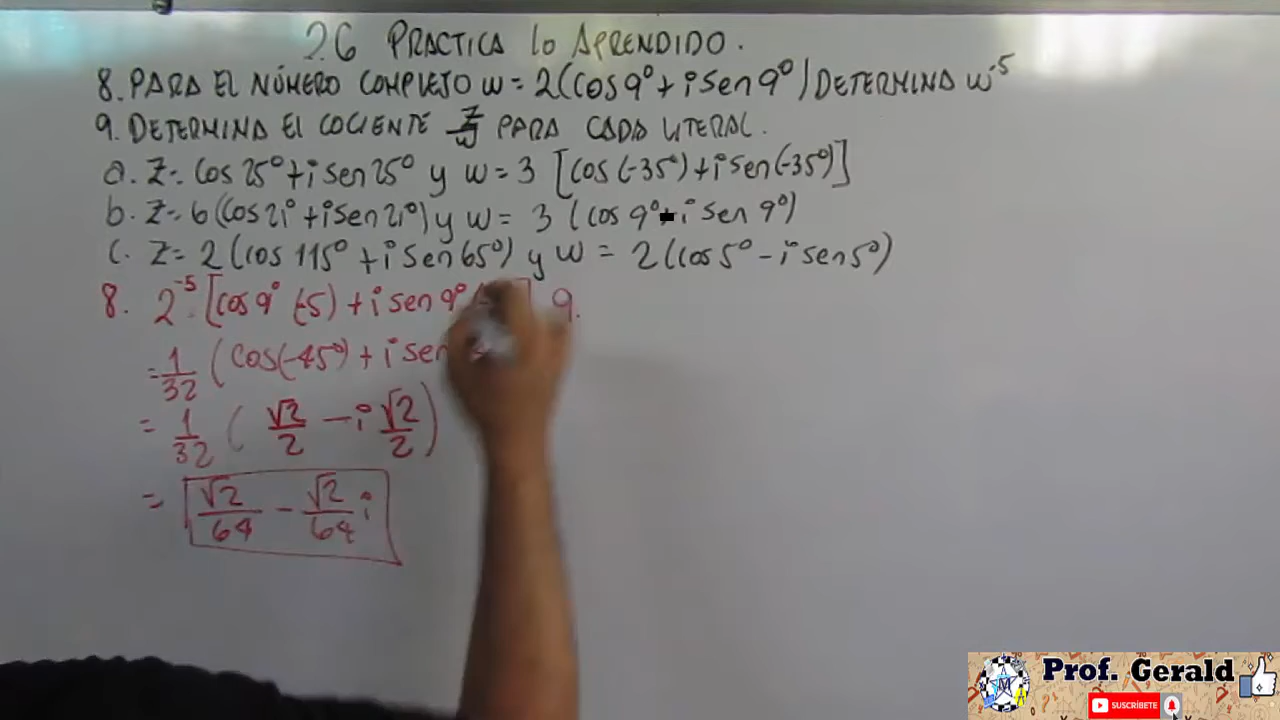 2.6 PRACTICA lo APRENDIDO.
8. PARA EL NÚMERO COMPLEJO w = 2(cos 9° + i sen 9°) DETERMINA w⁻⁵
9. DETERMINA El COCIENTE z/w PARA CADA LITERAL.
a. z = cos 25° + i sen 25° y w = 3 [cos (-35°) + i sen (-35°)]
b. z = 6 (cos 21° + i sen 21°) y w = 3 (cos 9° - i sen 9°)
c. z = 2 (cos 115° + i sen 65°) y w = 2 (cos 5° - i sen 5°)
8. 2⁻⁵ [cos 9° (-5) + i sen 9° ] 9.
= 1/32 (cos(-45°) + i sen
= 1/32 ( √2/2 - i √2/2 )
= √2/64 - √2/64 i
Prof. Gerald
SUSCRÍBETE